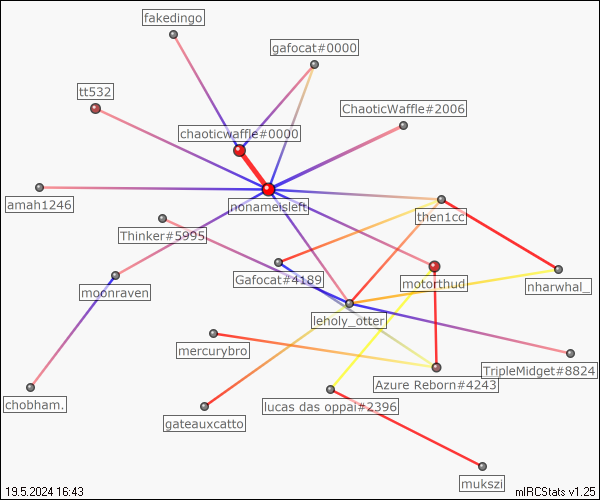 fakedingo
gafocat#0000
tt532
ChaoticWaffle#2006
chaoticwaffle#0000
amah1246
nonameisleft
then1cc
Thinker#5995
Gafocat#4189
motorthud
nharwhal_
moonraven
leholy_otter
mercurybro
TripleMidget#8824
Azure Reborn#4243
chobham.
lucas das oppai#2396
gateauxcatto
mukszi
19.5.2024 16:43
mIRCStats v1.25